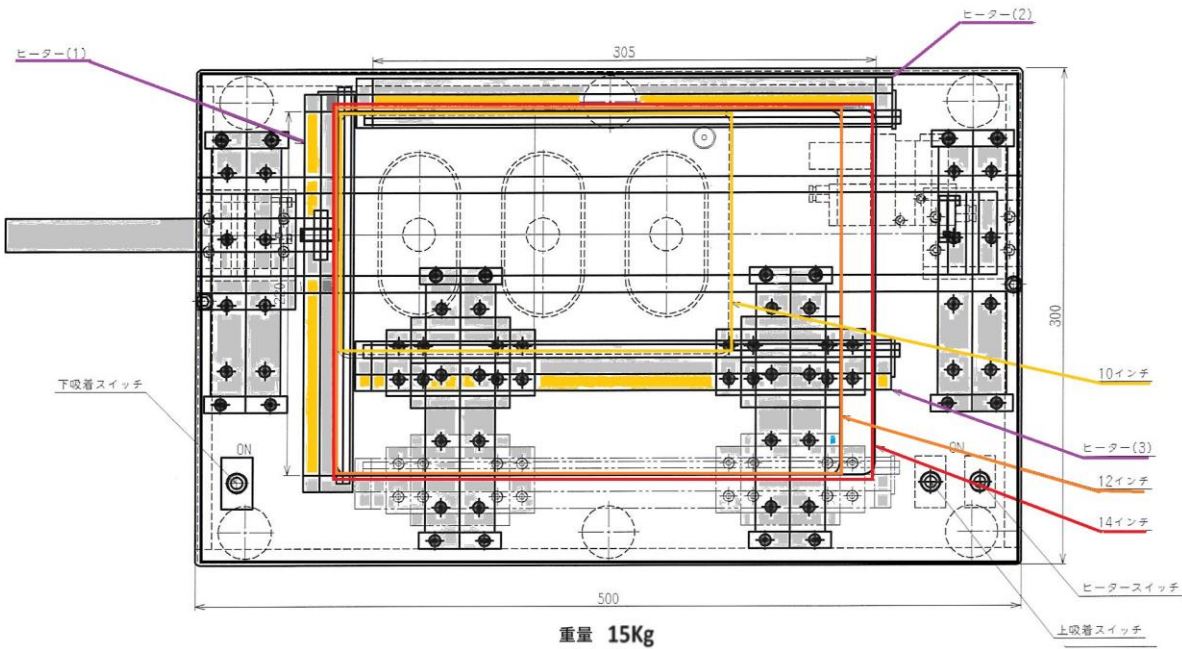 ヒーター(2)
ヒーター(1)
305
300
10インチ
下吸着スイッチ
ON
ヒーター(3)
ON
12インチ
14インチ
ヒータースイッチ
500
上吸着スイッチ
重量 15Kg